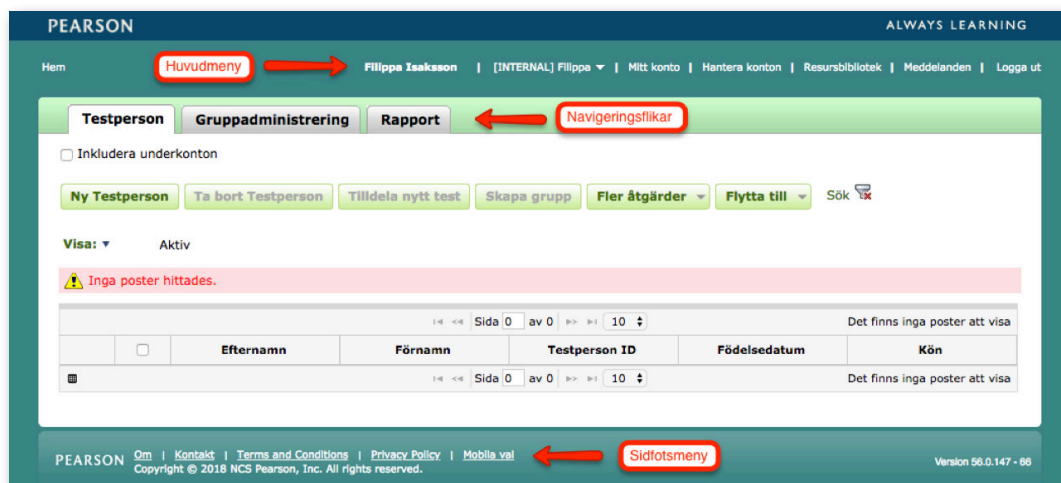 PEARSON ALWAYS LEARNING
Hem Huvudmeny Filippa Isaksson | [INTERNAL] Filippa | Mitt konto | Hantera konton | Resursbibliotek | Meddelanden | Logga ut
Testperson Gruppadministrering Rapport Navigeringsflikar
Inkludera underkonton
Ny Testperson Ta bort Testperson Tilldela nytt test Skapa grupp Fler åtgärder Flytta till Sök
Visa: Aktiv
Inga poster hittades.
Sida 0 av 0 10 Det finns inga poster att visa
Efternamn Förnamn Testperson ID Födelsedatum Kön
Sida 0 av 0 10 Det finns inga poster att visa
PEARSON Om | Kontakt | Terms and Conditions | Privacy Policy | Mobila val Sidfotsmeny
Copyright © 2018 NCS Pearson, Inc. All rights reserved. Version 56.0.147 - 66